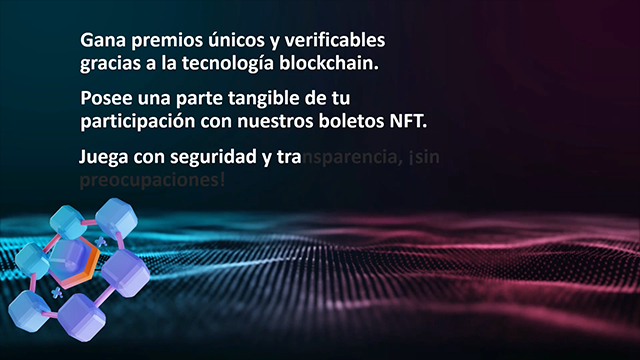 Gana premios únicos y verificables
gracias a la tecnología blockchain.
Posee una parte tangible de tu
participación con nuestros boletos NFT.
Juega con seguridad y transparencia, ¡sin
preocupaciones!